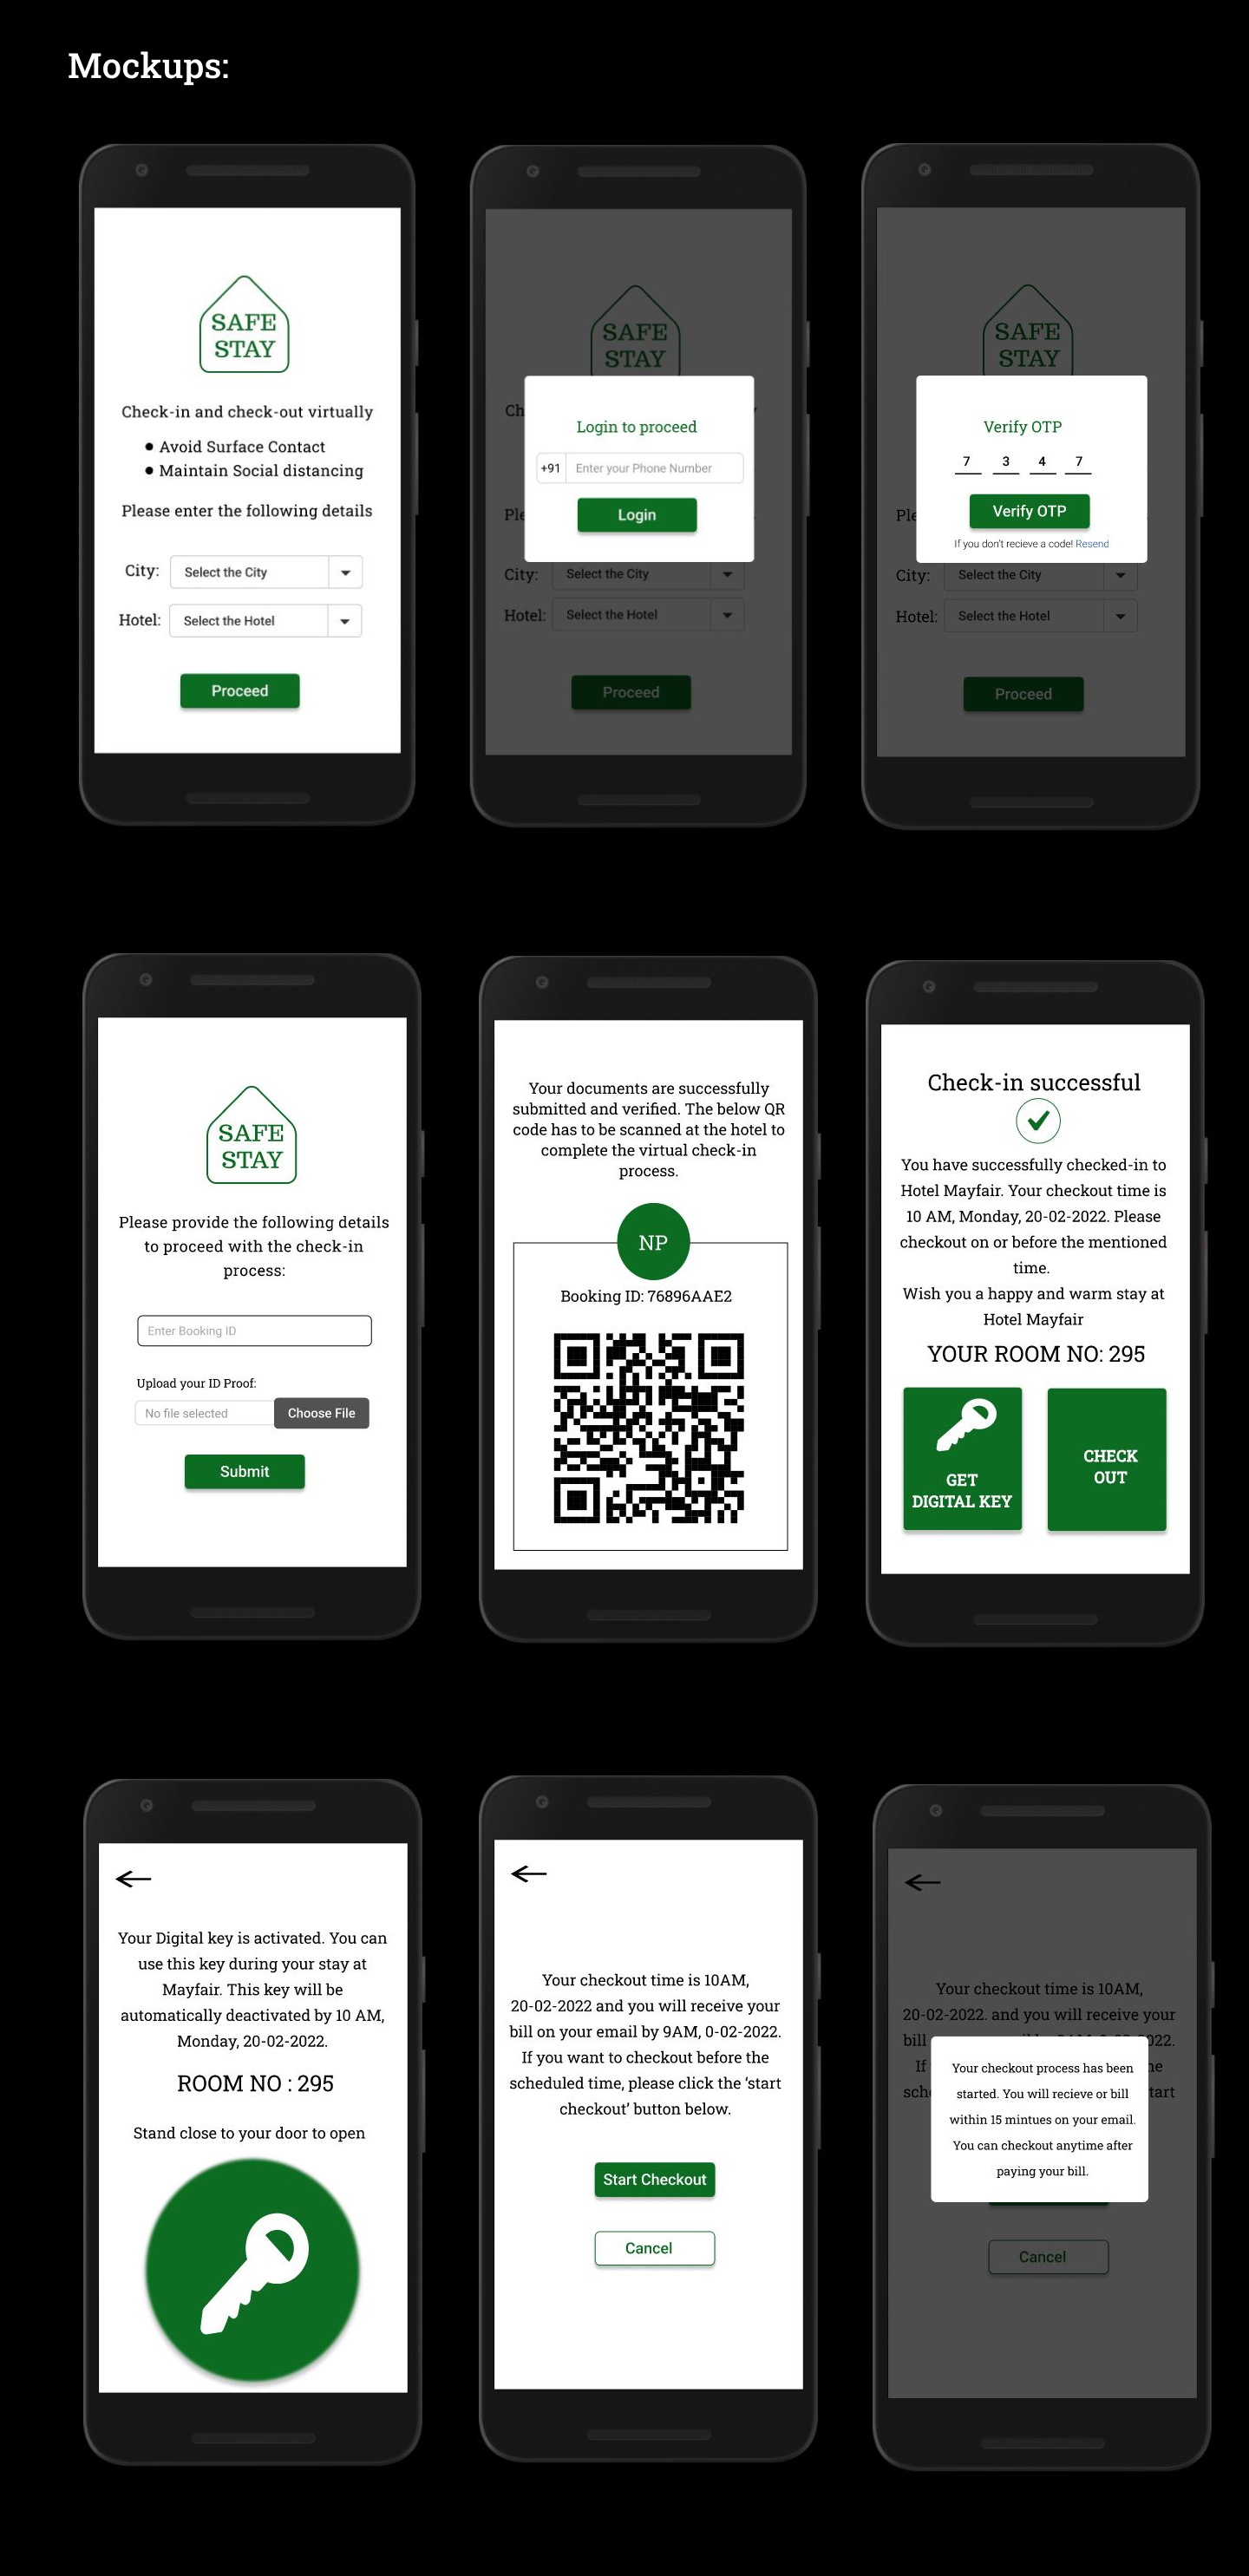 Mockups:
SAFE
STAY
Check-in and check-out virtually
● Avoid Surface Contact
● Maintain Social distancing
Please enter the following details
City: Select the City
Hotel: Select the Hotel
Proceed
SAFE
STAY
Ch
Login to proceed
+91 Enter your Phone Number
Ple
Login
City: Select the City
Hotel: Select the Hotel
Proceed
SAFE
STAY
Verify OTP
7 3 4 7
Ple
Verify OTP
If you don't recieve a code! Resend
City: Select the City
Hotel: Select the Hotel
Proceed
SAFE
STAY
Please provide the following details
to proceed with the check-in
process:
Enter Booking ID
Upload your ID Proof:
No file selected Choose File
Submit
Your documents are successfully
submitted and verified. The below QR
code has to be scanned at the hotel to
complete the virtual check-in
process.
NP
Booking ID: 76896AAE2
Check-in successful
You have successfully checked-in to
Hotel Mayfair. Your checkout time is
10 AM, Monday, 20-02-2022. Please
checkout on or before the mentioned
time.
Wish you a happy and warm stay at
Hotel Mayfair
YOUR ROOM NO: 295
GET
DIGITAL KEY
CHECK
OUT
Your Digital key is activated. You can
use this key during your stay at
Mayfair. This key will be
automatically deactivated by 10 AM,
Monday, 20-02-2022.
ROOM NO : 295
Stand close to your door to open
Your checkout time is 10AM,
20-02-2022 and you will receive your
bill on your email by 9AM, 0-02-2022.
If you want to checkout before the
scheduled time, please click the ‘start
checkout’ button below.
Start Checkout
Cancel
Your checkout time is 10AM,
20-02-2022. and you will receive your
bill 022.
If he
sch tart
Your checkout process has been
started. You will recieve or bill
within 15 mintues on your email.
You can checkout anytime after
paying your bill.
Cancel